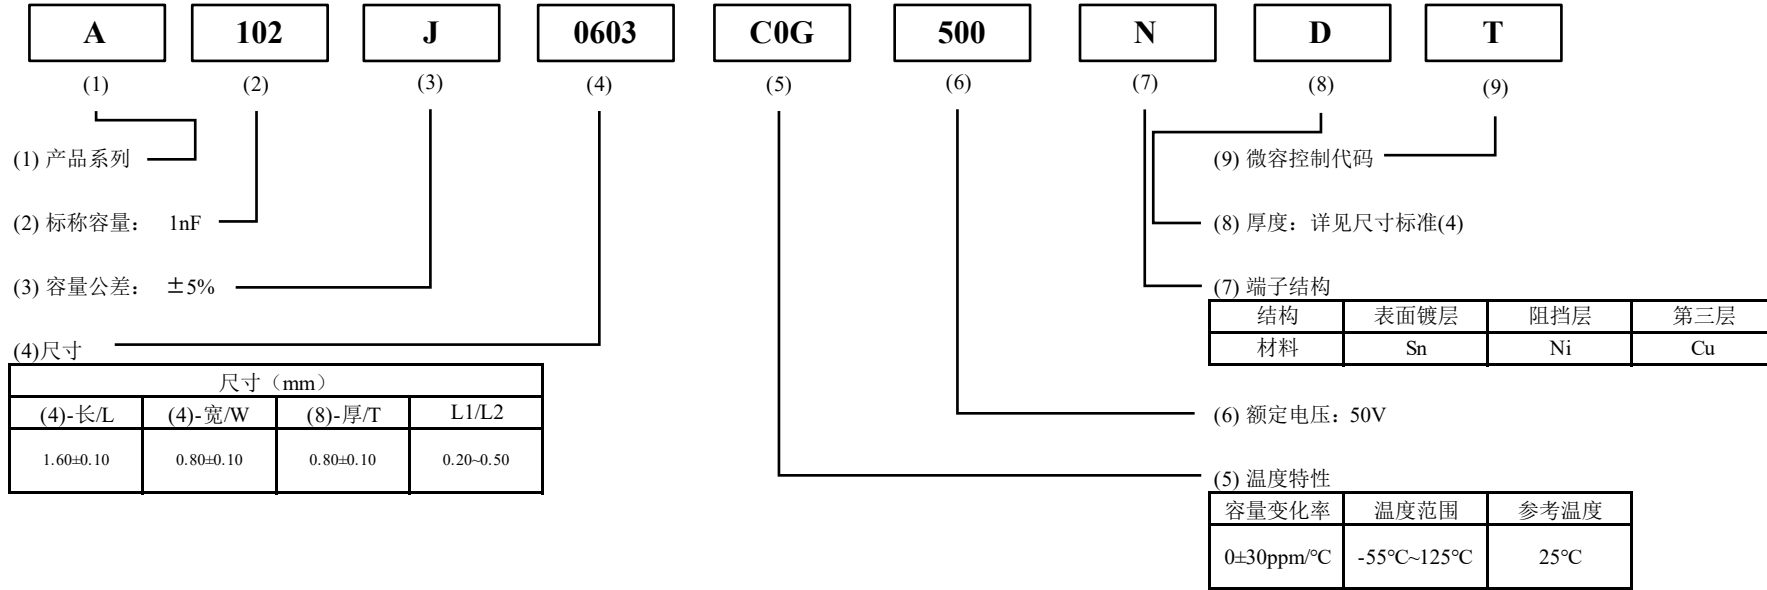 A 102 J 0603 C0G 500 N D T
(1) (2) (3) (4) (5) (6) (7) (8) (9)
(1) 产品系列
(9) 微容控制代码
(2) 标称容量： 1nF
(8) 厚度：详见尺寸标准(4)
(3) 容量公差： ±5%
(7) 端子结构
结构 表面镀层 阻挡层 第三层
材料 Sn Ni Cu
(4)尺寸
尺寸（mm）
(4)-长/L (4)-宽/W (8)-厚/T L1/L2
1.60±0.10 0.80±0.10 0.80±0.10 0.20~0.50
(6) 额定电压：50V
(5) 温度特性
容量变化率 温度范围 参考温度
0±30ppm/℃ -55℃~125℃ 25℃